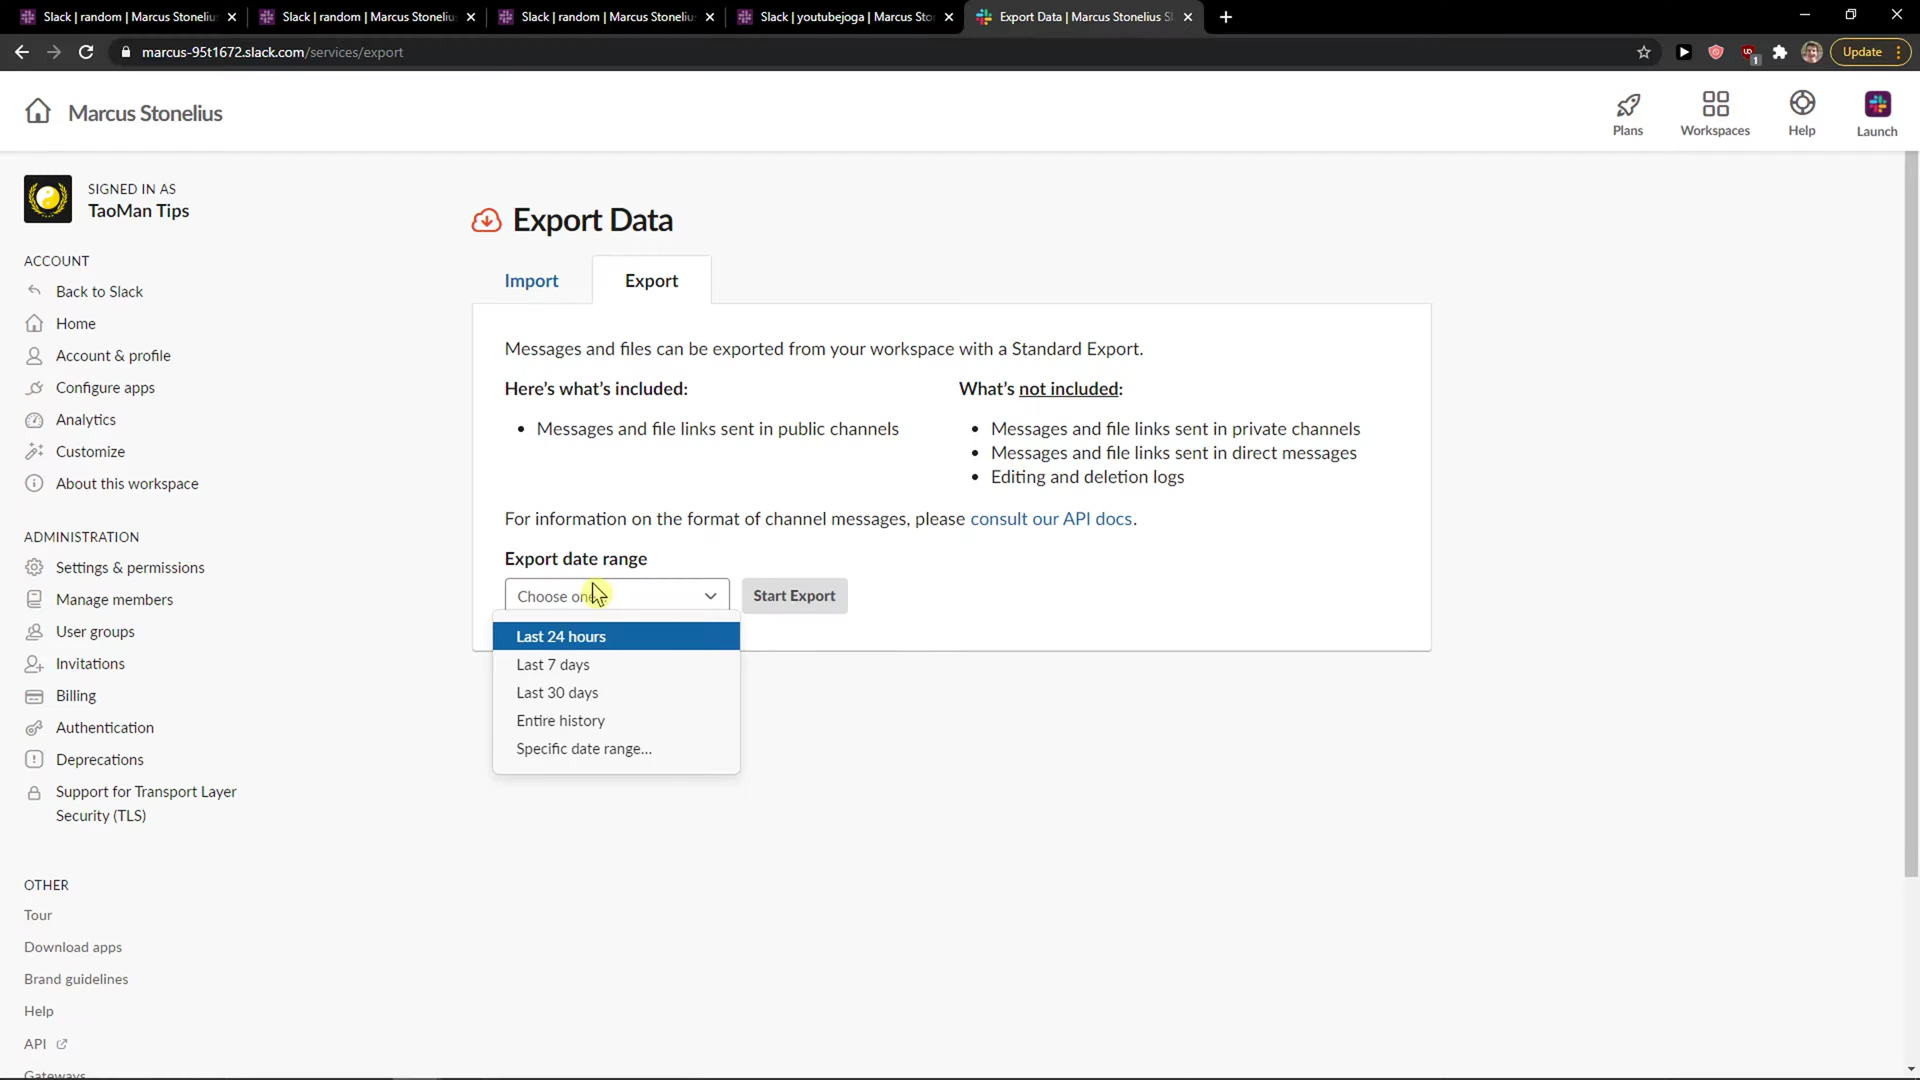 Slack | random | Marcus Stoneliu
Slack | random | Marcus Stoneliu
Slack | random | Marcus Stoneliu
Slack | youtubejoga | Marcus Sto
Export Data | Marcus Stonelius S
marcus-95t1672.slack.com/services/export
1
Update
Marcus Stonelius
Plans
Workspaces
Help
Launch
SIGNED IN AS
TaoMan Tips
ACCOUNT
Back to Slack
Home
Account & profile
Configure apps
Analytics
Customize
About this workspace
ADMINISTRATION
Settings & permissions
Manage members
User groups
Invitations
Billing
Authentication
Deprecations
Support for Transport Layer
Security (TLS)
OTHER
Tour
Download apps
Brand guidelines
Help
API
Gateways
Export Data
Import
Export
Messages and files can be exported from your workspace with a Standard Export.
Here's what's included:
• Messages and file links sent in public channels
What's not included:
• Messages and file links sent in private channels
• Messages and file links sent in direct messages
• Editing and deletion logs
For information on the format of channel messages, please consult our API docs.
Export date range
Choose one
Start Export
Last 24 hours
Last 7 days
Last 30 days
Entire history
Specific date range...